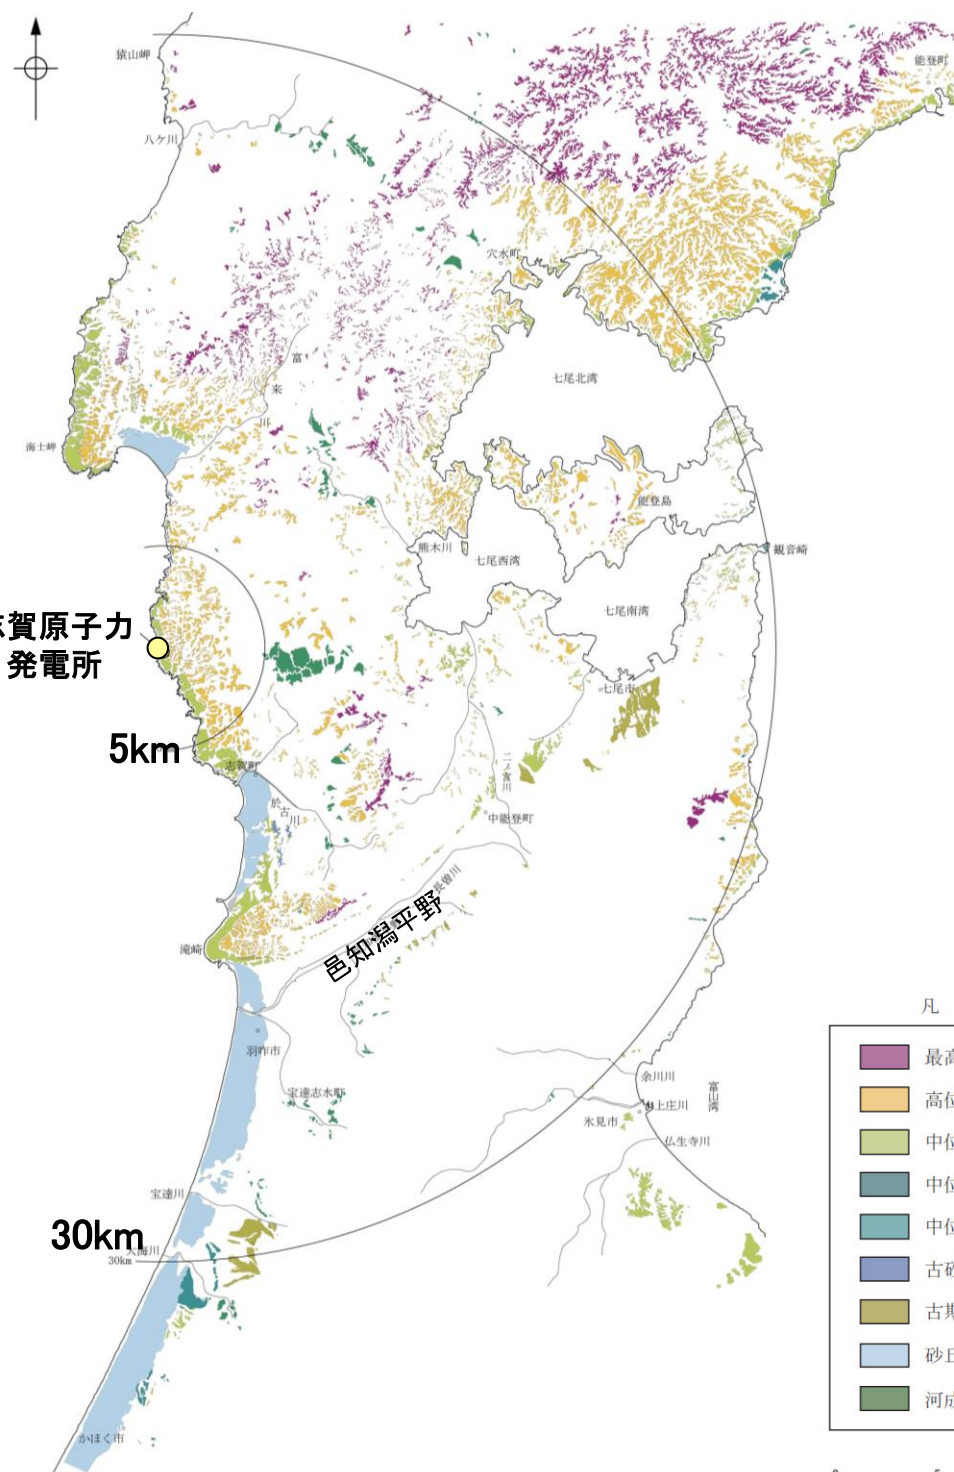 猿山岬
能登町
八ケ川
穴水町
富
来
川
七尾北湾
海士岬
能登島
熊木川
七尾西湾
観音崎
七尾南湾
志賀原子力
発電所
七尾市
5km
志賀町
二ノ宮川
於
古
川
中能登町
長曽川
邑知潟平野
滝崎
羽咋市
宝達志水町
余川川
富山湾
上庄川
氷見市
仏生寺川
宝達川
30km
大海川
30km
かほく市
凡
最高
高位
中位
中位
中位
古砂
古期
砂丘
河成
0
5